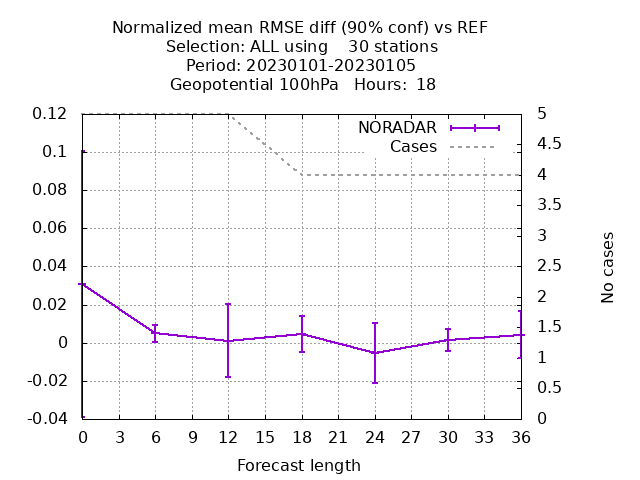 Normalized mean RMSE diff (90% conf) vs REF
Selection: ALL using    30 stations
Period: 20230101-20230105
Geopotential 100hPa   Hours:  18
NORADAR
Cases
0.12
0.1
0.08
0.06
0.04
0.02
0
-0.02
-0.04
5
4.5
4
3.5
3
2.5
2
1.5
1
0.5
0
No cases
0 3 6 9 12 15 18 21 24 27 30 33 36
Forecast length